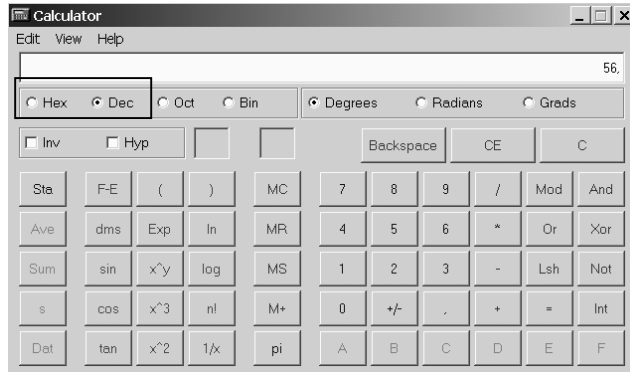 Calculator
Edit View Help
56,
Hex Dec Oct Bin Degrees Radians Grads
Inv Hyp Backspace CE C
Sta F-E ( ) MC 7 8 9 / Mod And
Ave dms Exp ln MR 4 5 6 * Or Xor
Sum sin x^y log MS 1 2 3 - Lsh Not
s cos x^3 n! M+ 0 +/- , + = Int
Dat tan x^2 1/x pi A B C D E F